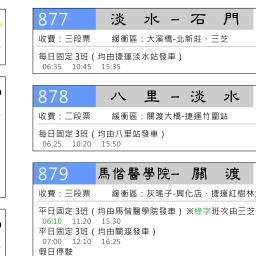 877 淡水－石門
收費：三段票 緩衝區：大溪橋-北新莊、三芝
每日固定3班（均由捷運淡水站發車）
06:35 10:45 15:35
878 八里－淡水
收費：二段票 緩衝區：關渡大橋-捷運竹圍站
每日固定3班（均由八里站發車）
06:25 10:20 15:50
879 馬偕醫學院－關渡
收費：三段票 緩衝區：灰瑤子-興化店、捷運紅樹林
平日固定3班（均由馬偕醫學院發車）※綠字班次由三芝
06:10 11:20 15:30
平日固定3班（均由關渡發車）
07:00 12:10 16:25
假日停駛